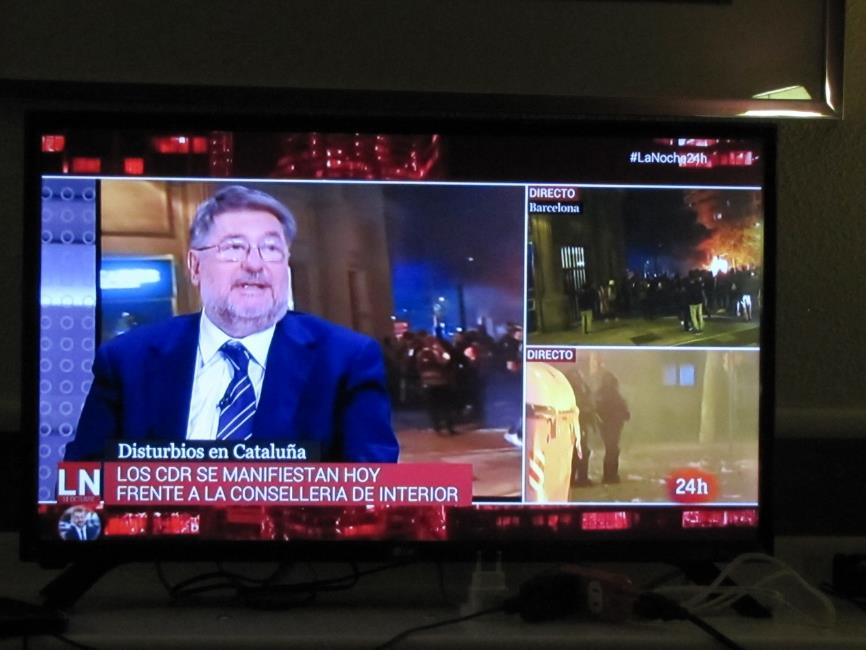 #LaNoche24h
DIRECTO
Barcelona
DIRECTO
Disturbios en Cataluña
LN
LOS CDR SE MANIFIESTAN HOY
FRENTE A LA CONSELLERIA DE INTERIOR
24h